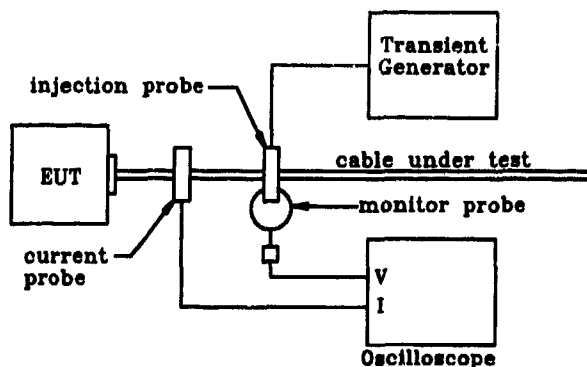 Transient
Generator
injection probe
cable under test
EUT
monitor probe
current
probe
V
I
Oscilloscope